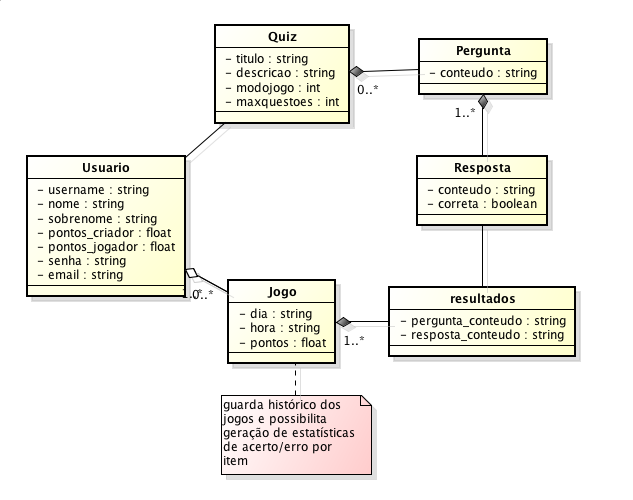 Quiz
- titulo : string
- descricao : string
- modojogo : int
- maxquestoes : int
0..*
Pergunta
- conteudo : string
1..*
Usuario
- username : string
- nome : string
- sobrenome : string
- pontos_criador : float
- pontos_jogador : float
- senha : string
- email : string
Resposta
- conteudo : string
- correta : boolean
0..*
Jogo
- dia : string
- hora : string
- pontos : float
1..*
resultados
- pergunta_conteudo : string
- resposta_conteudo : string
guarda histórico dos
jogos e possibilita
geração de estatísticas
de acerto/erro por
item